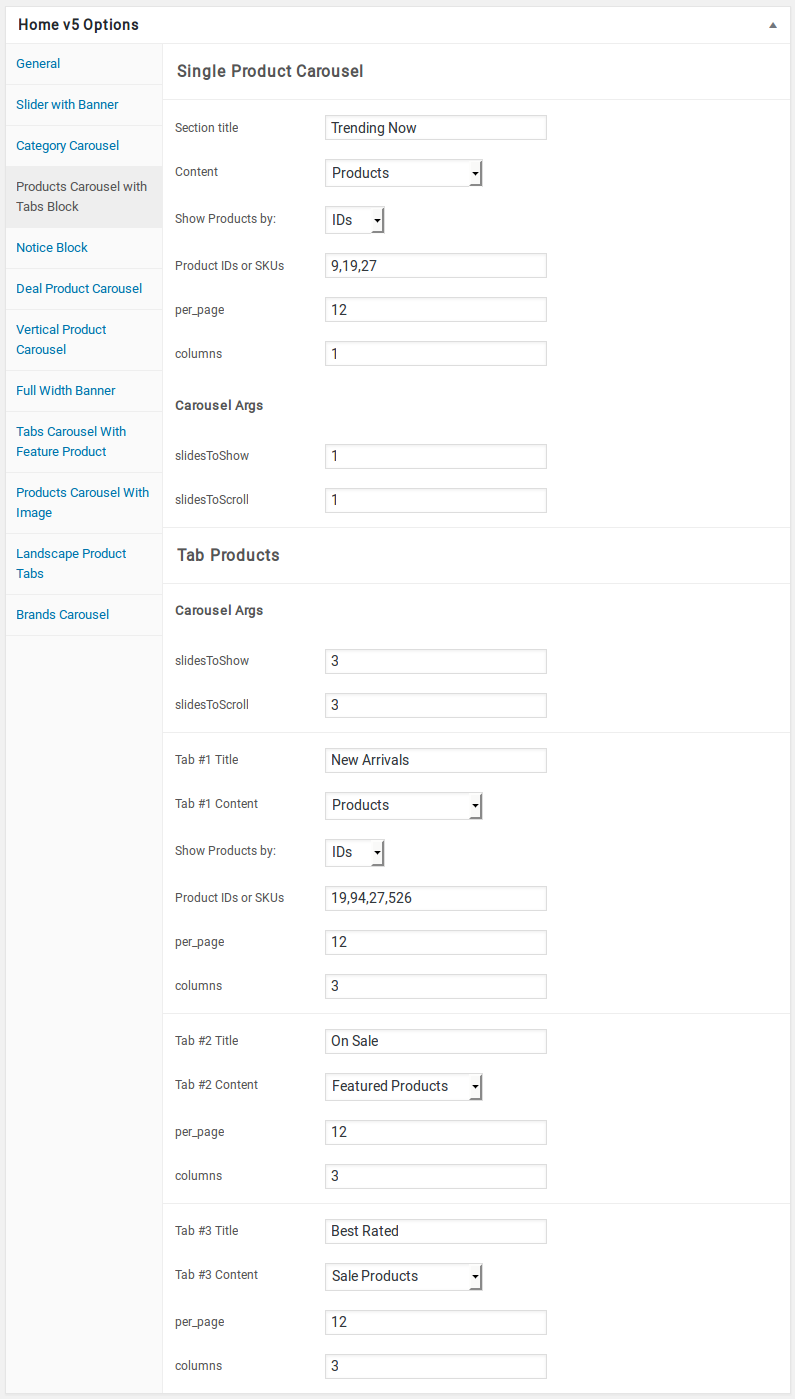 Home v5 Options
General
Slider with Banner
Category Carousel
Products Carousel with
Tabs Block
Notice Block
Deal Product Carousel
Vertical Product
Carousel
Full Width Banner
Tabs Carousel With
Feature Product
Products Carousel With
Image
Landscape Product
Tabs
Brands Carousel
Single Product Carousel
Section title Trending Now
Content Products
Show Products by: IDs
Product IDs or SKUs 9,19,27
per_page 12
columns 1
Carousel Args
slidesToShow 1
slidesToScroll 1
Tab Products
Carousel Args
slidesToShow 3
slidesToScroll 3
Tab #1 Title New Arrivals
Tab #1 Content Products
Show Products by: IDs
Product IDs or SKUs 19,94,27,526
per_page 12
columns 3
Tab #2 Title On Sale
Tab #2 Content Featured Products
per_page 12
columns 3
Tab #3 Title Best Rated
Tab #3 Content Sale Products
per_page 12
columns 3